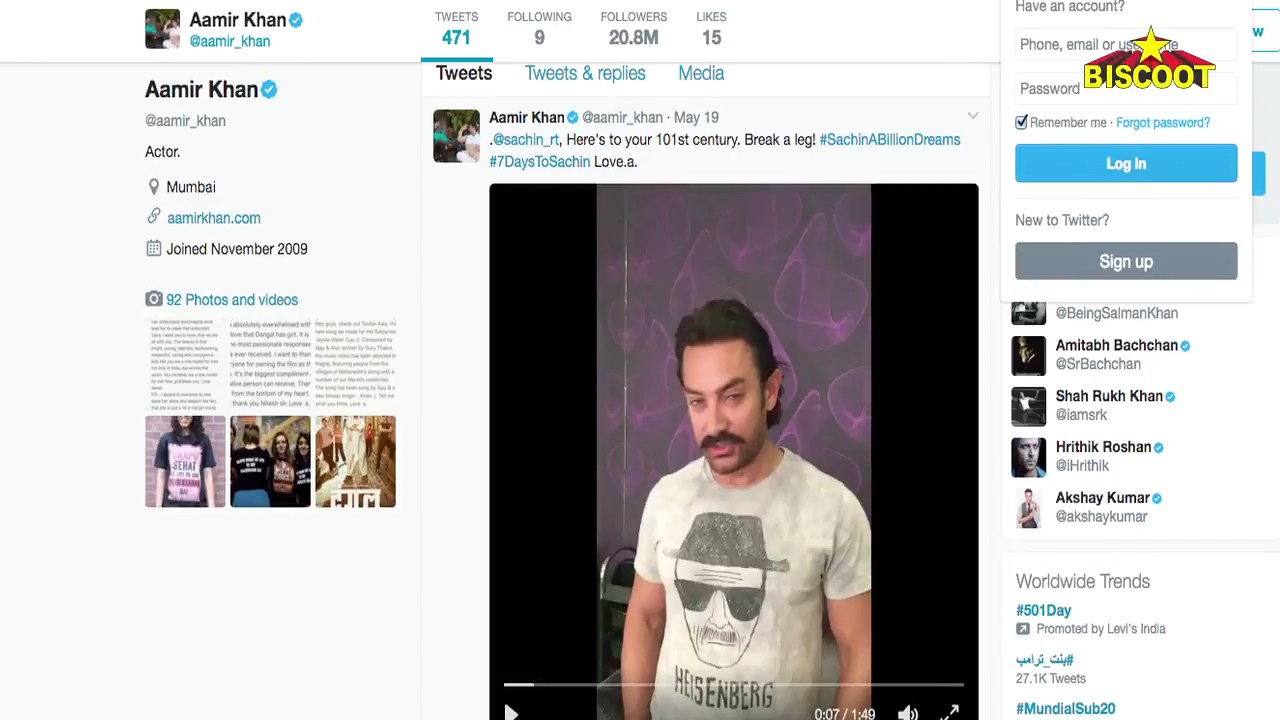 Aamir Khan
@aamir_khan
TWEETS
471
FOLLOWING
9
FOLLOWERS
20.8M
LIKES
15
Have an account?
Phone, email or
BISCOOT
Password
Remember me · Forgot password?
Log In
New to Twitter?
Sign up
Aamir Khan
@aamir_khan
Actor.
Mumbai
aamirkhan.com
Joined November 2009
92 Photos and videos
Tweets
Tweets & replies
Media
Aamir Khan @aamir_khan · May 19
.@sachin_rt, Here's to your 101st century. Break a leg! #SachinABillionDreams
#7DaysToSachin Love.a.
HEISENBERG
0:07 / 1:49
@BeingSalmanKhan
Amitabh Bachchan
@SrBachchan
Shah Rukh Khan
@iamsrk
Hrithik Roshan
@iHrithik
Akshay Kumar
@akshaykumar
Worldwide Trends
#501Day
Promoted by Levi's India
#بنت_ترامب
27.1K Tweets
#MundialSub20